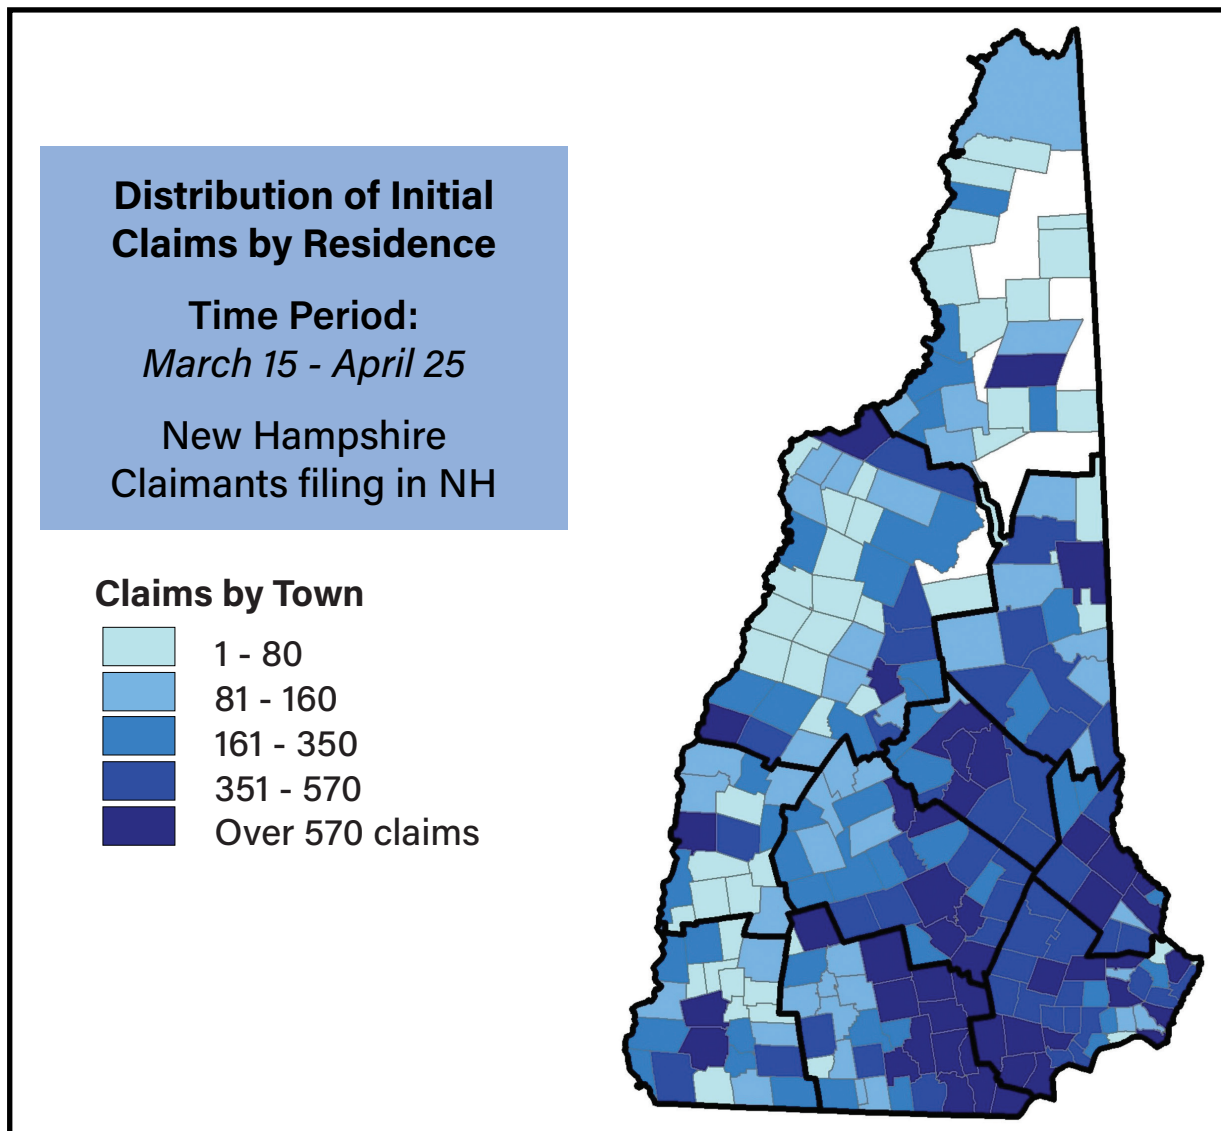 Distribution of Initial
Claims by Residence
Time Period:
March 15 - April 25
New Hampshire
Claimants filing in NH
Claims by Town
1 - 80
81 - 160
161 - 350
351 - 570
Over 570 claims